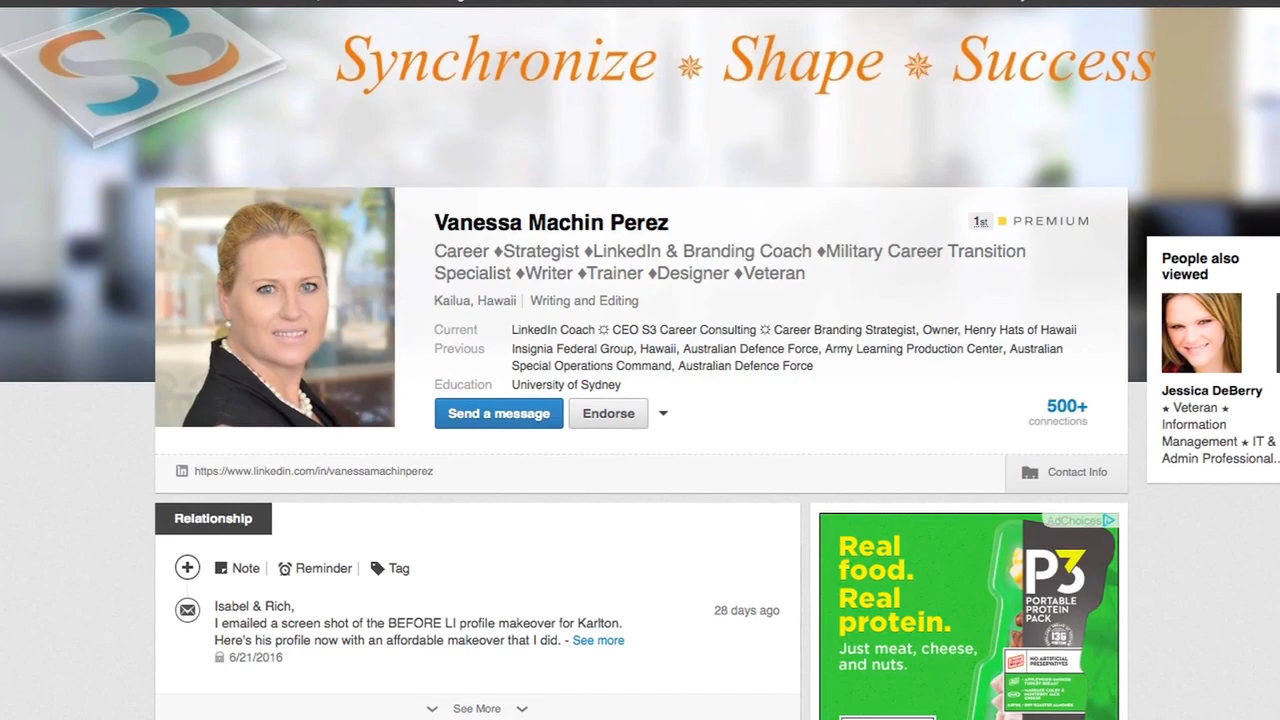 Synchronize ✵ Shape ✵ Success
Vanessa Machin Perez
1st PREMIUM
Career ♦Strategist ♦LinkedIn & Branding Coach ♦Military Career Transition
Specialist ♦Writer ♦Trainer ♦Designer ♦Veteran
Kailua, Hawaii | Writing and Editing
Current LinkedIn Coach ☼ CEO S3 Career Consulting ☼ Career Branding Strategist, Owner, Henry Hats of Hawaii
Previous Insignia Federal Group, Hawaii, Australian Defence Force, Army Learning Production Center, Australian
Special Operations Command, Australian Defence Force
Education University of Sydney
Send a message Endorse
500+
connections
https://www.linkedin.com/in/vanessamachinperez
Contact Info
People also
viewed
Jessica DeBerry
★ Veteran ★
Information
Management ★ IT &
Admin Professional...
Relationship
Note | Reminder | Tag
Isabel & Rich,
I emailed a screen shot of the BEFORE LI profile makeover for Karlton.
Here's his profile now with an affordable makeover that I did. - See more
6/21/2016
28 days ago
See More
AdChoices
Real
food.
Real
protein.
Just meat, cheese,
and nuts.
P3
PORTABLE
PROTEIN
PACK
13G
NO ARTIFICIAL
PRESERVATIVES